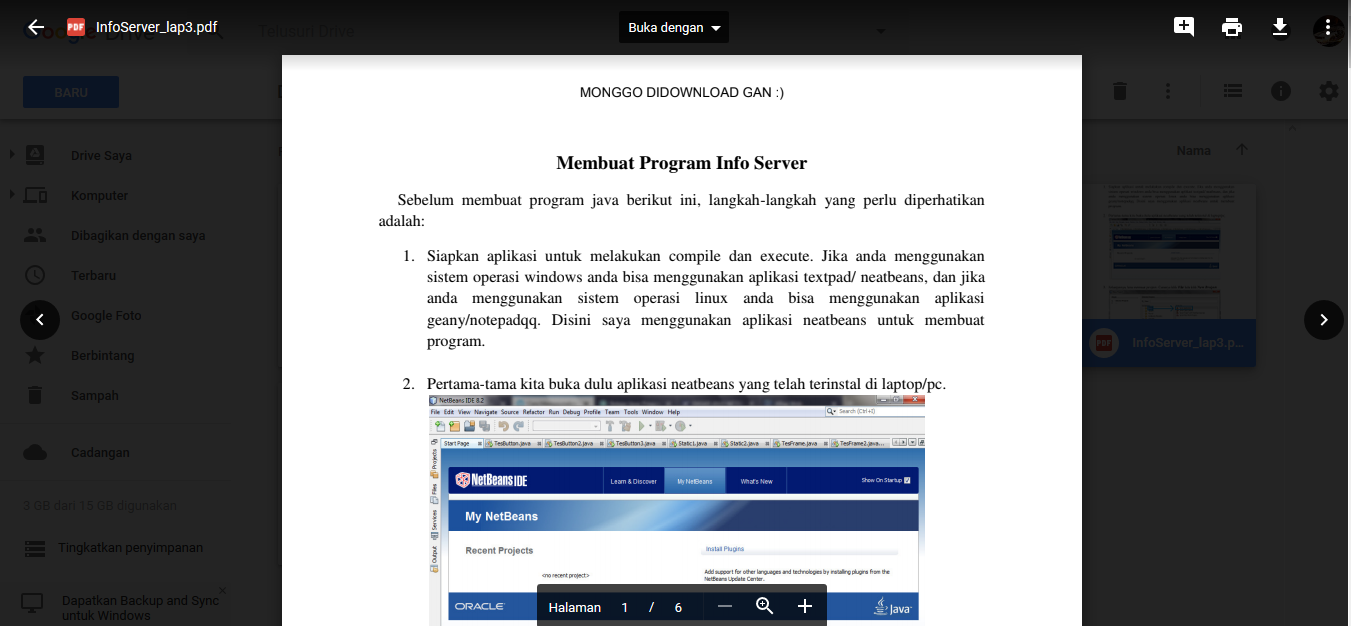 InfoServer_lap3.pdf
Buka dengan
Telusuri Drive
BARU
MONGGO DIDOWNLOAD GAN :)
Membuat Program Info Server
Sebelum membuat program java berikut ini, langkah-langkah yang perlu diperhatikan
adalah:
1. Siapkan aplikasi untuk melakukan compile dan execute. Jika anda menggunakan
sistem operasi windows anda bisa menggunakan aplikasi textpad/ neatbeans, dan jika
anda menggunakan sistem operasi linux anda bisa menggunakan aplikasi
geany/notepadqq. Disini saya menggunakan aplikasi neatbeans untuk membuat
program.
2. Pertama-tama kita buka dulu aplikasi neatbeans yang telah terinstal di laptop/pc.
NetBeans IDE 8.2
File Edit View Navigate Source Refactor Run Debug Profile Team Tools Window Help
Search (Ctrl+I)
Start Page TesButton.java TesButton2.java TesButton3.java Static1.java Static2.java TesFrame.java TesFrame2.java...
Projects
Files
Services
Output
NetBeans IDE
Learn & Discover My NetBeans What's New Show On Startup
My NetBeans
Recent Projects
Install Plugins
<no recent project>
Add support for other languages and technologies by installing plugins from the
NetBeans Update Center.
ORACLE
Java
Halaman 1 / 6
Drive Saya
Komputer
Dibagikan dengan saya
Terbaru
Google Foto
Berbintang
Sampah
Cadangan
3 GB dari 15 GB digunakan
Tingkatkan penyimpanan
Dapatkan Backup and Sync
untuk Windows
Nama
PDF
InfoServer_lap3.p...